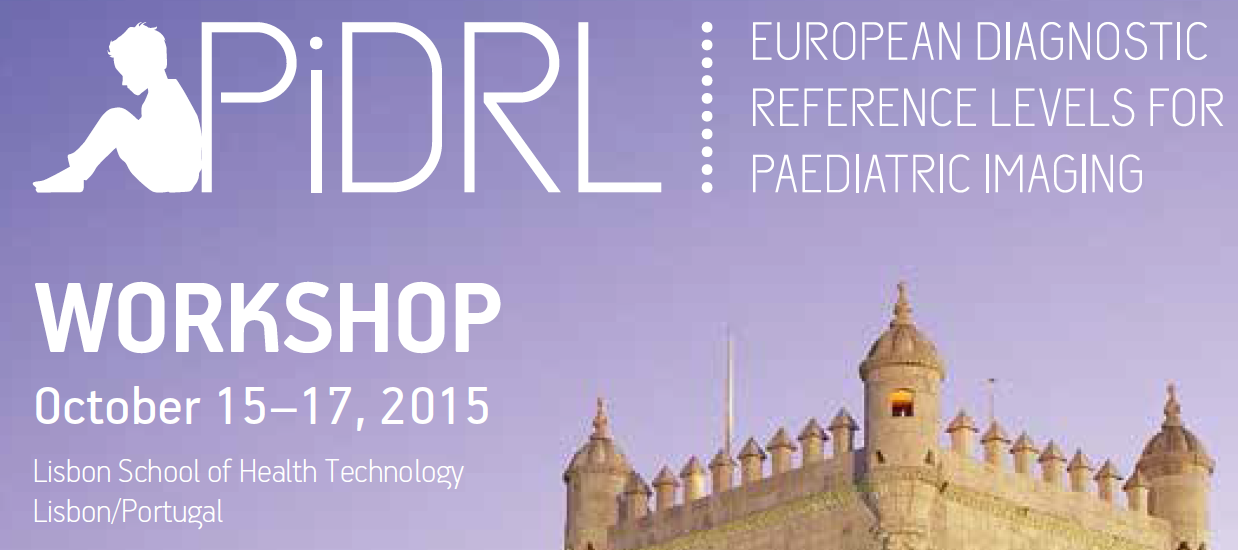 PiDRL
EUROPEAN DIAGNOSTIC
REFERENCE LEVELS FOR
PAEDIATRIC IMAGING
WORKSHOP
October 15–17, 2015
Lisbon School of Health Technology
Lisbon/Portugal